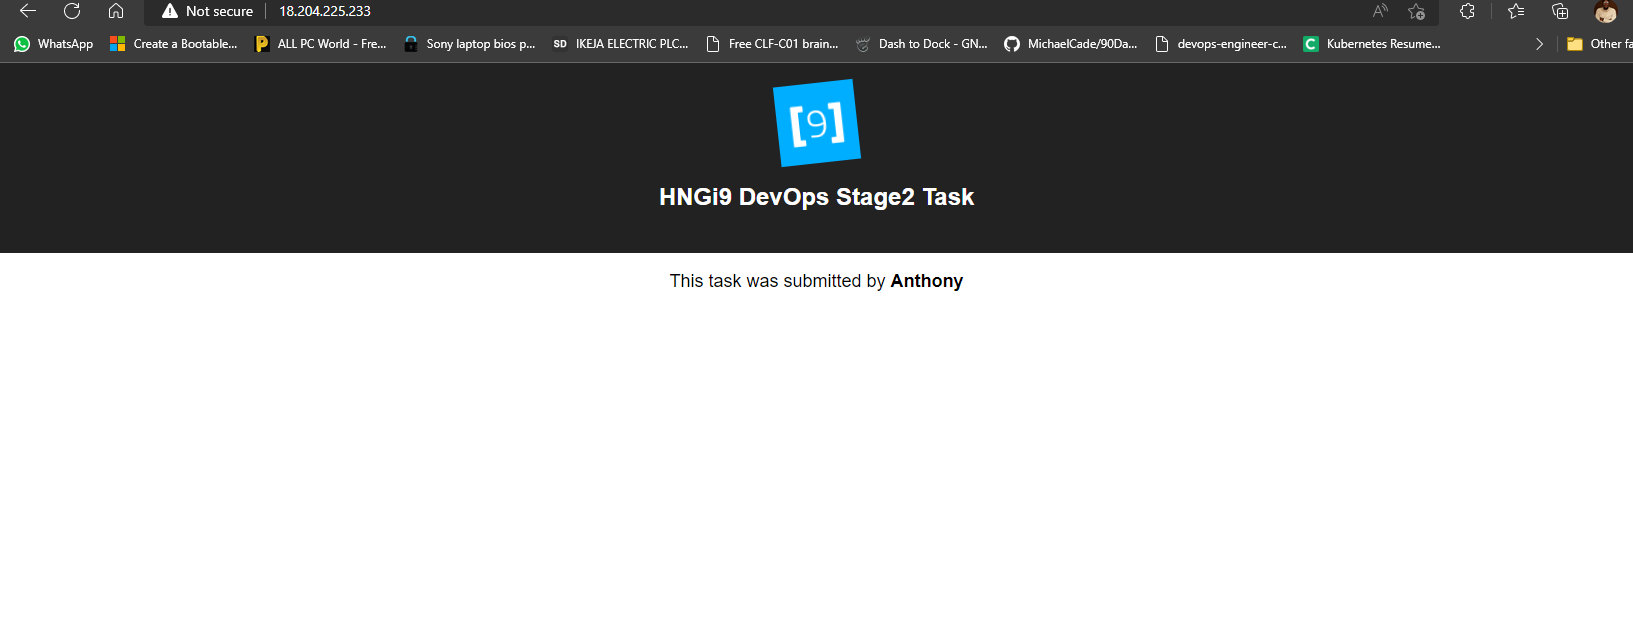 Not secure 18.204.225.233
WhatsApp Create a Bootable... ALL PC World - Fre... Sony laptop bios p... SD IKEJA ELECTRIC PLC... Free CLF-C01 brain... Dash to Dock - GN... MichaelCade/90Da... devops-engineer-c... C Kubernetes Resume... Other fa
[9]
HNGi9 DevOps Stage2 Task
This task was submitted by Anthony